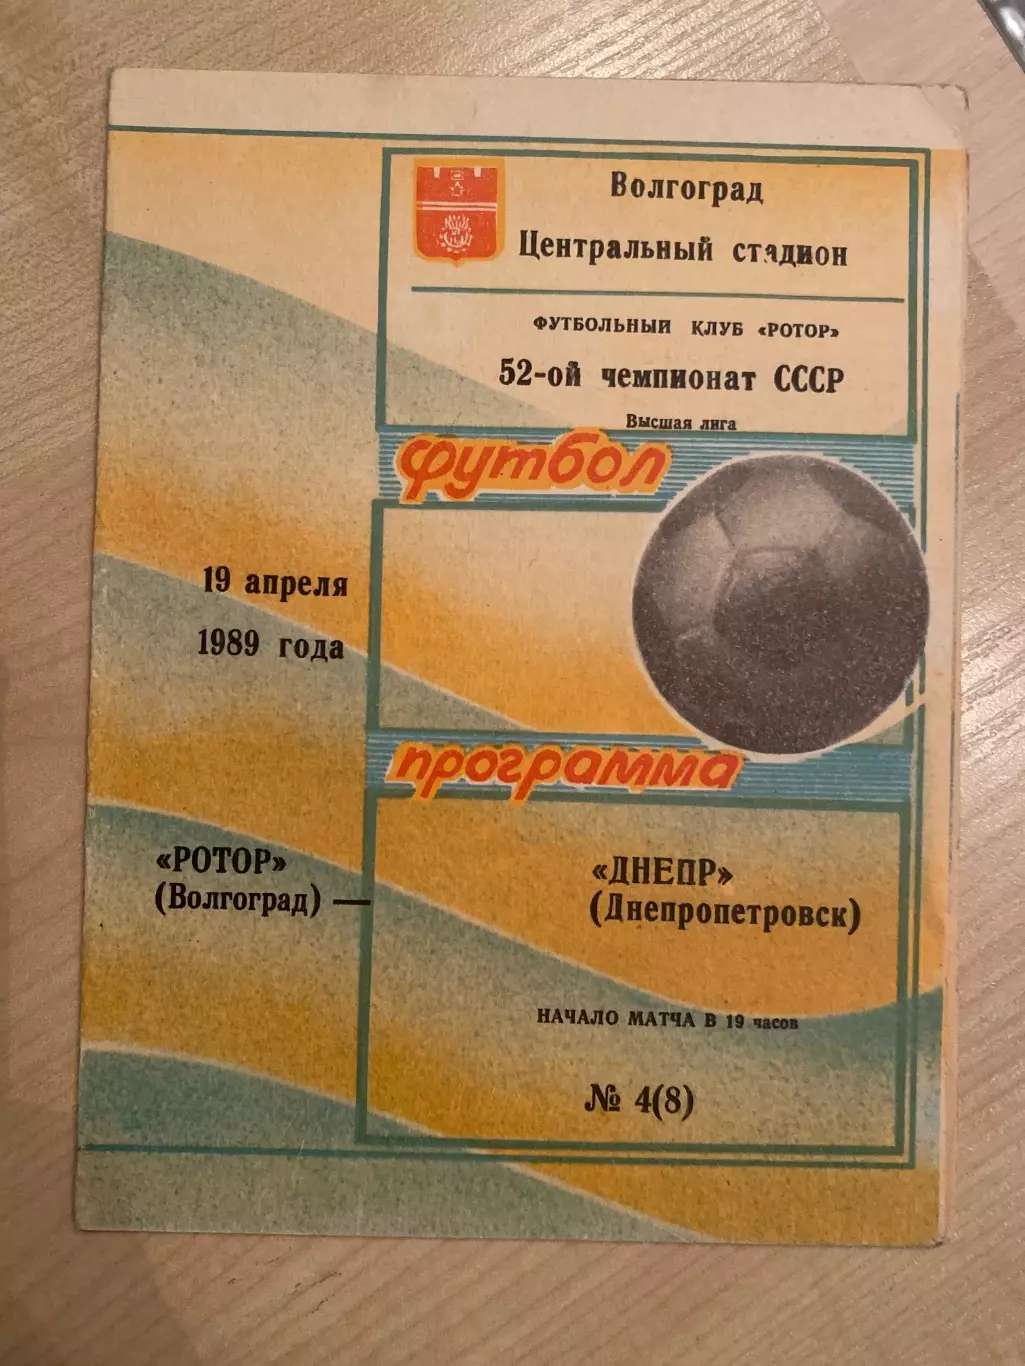 Волгоград
Центральный стадион
ФУТБОЛЬНЫЙ КЛУБ «РОТОР»
52-ой чемпионат СССР
Высшая лига
футбол
19 апреля
1989 года
программа
«РОТОР»
(Волгоград) —
«ДНЕПР»
(Днепропетровск)
НАЧАЛО МАТЧА В 19 часов
№ 4(8)